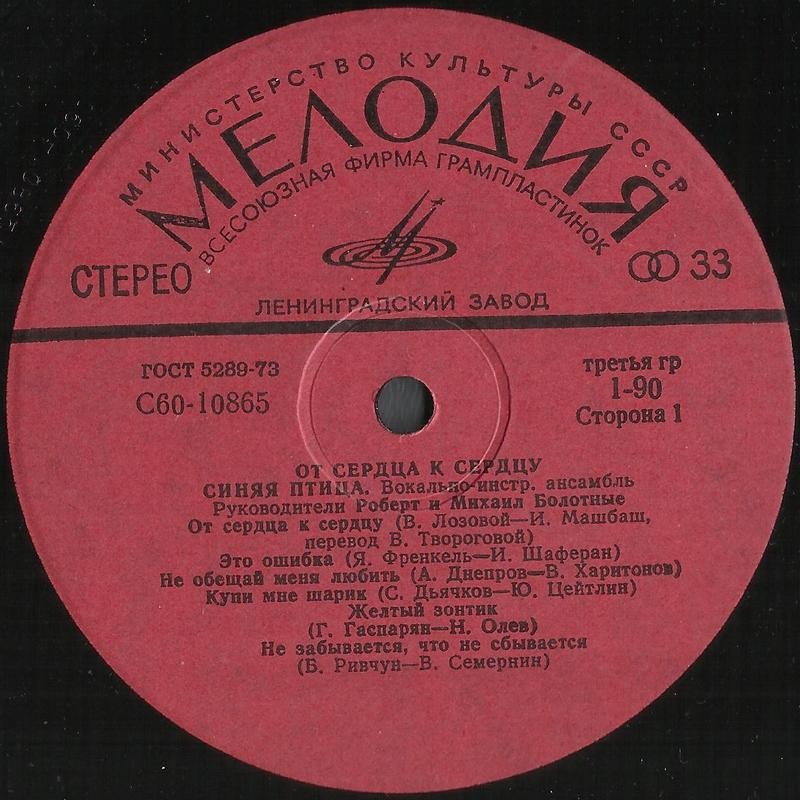 МИНИСТЕРСТВО КУЛЬТУРЫ СССР
МЕЛОДИЯ
ВСЕСОЮЗНАЯ ФИРМА ГРАМПЛАСТИНОК
СТЕРЕО
33
ЛЕНИНГРАДСКИЙ ЗАВОД
ГОСТ 5289-73
С60-10865
третья гр
1-90
Сторона 1
ОТ СЕРДЦА К СЕРДЦУ
СИНЯЯ ПТИЦА. Вокально-инстр. ансамбль
Руководители Роберт и Михаил Болотные
От сердца к сердцу (В. Лозовой—И. Машбаш,
перевод В. Твороговой)
Это ошибка (Я. Френкель—И. Шаферан)
Не обещай меня любить (А. Днепров—В. Харитонов)
Купи мне шарик (С. Дьячков—Ю. Цейтлин)
Желтый зонтик
(Г. Гаспарян—Н. Олев)
Не забывается, что не сбывается
(Б. Ривчун—В. Семернин)